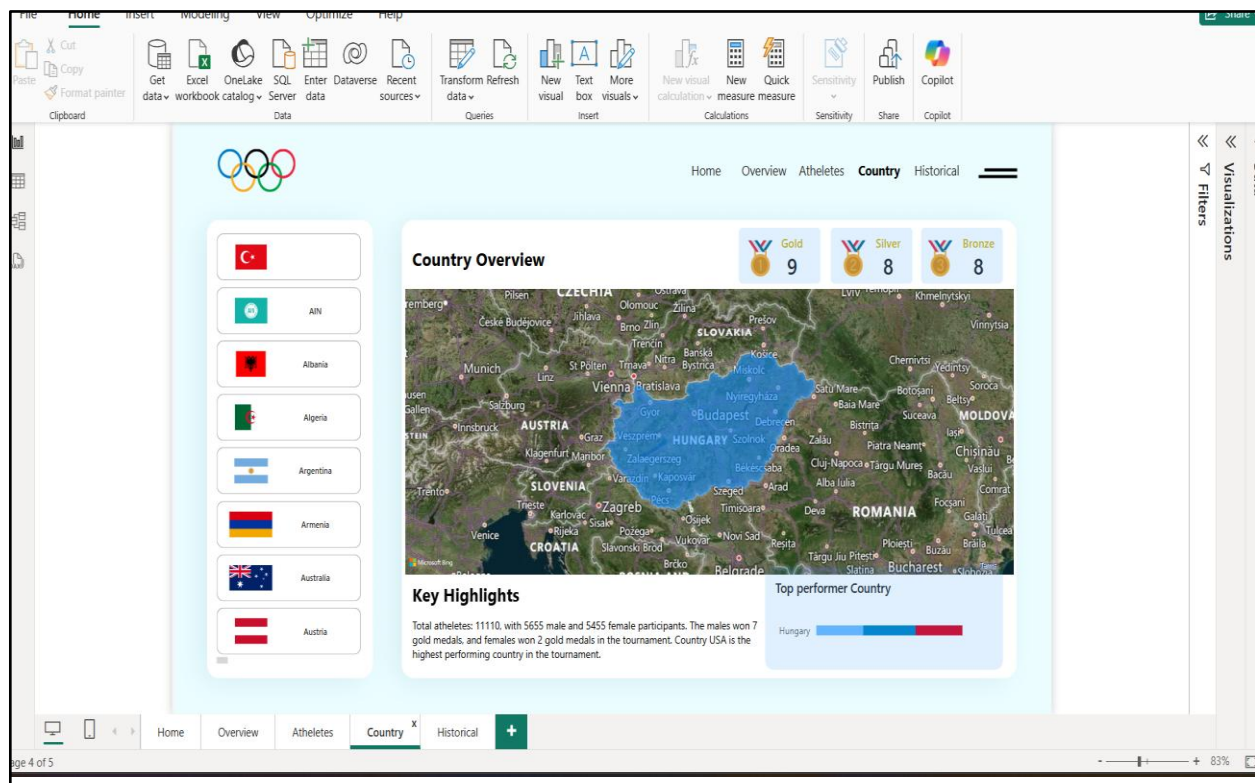 File Home Insert Modeling View Optimize Help
Share
Paste
Cut
Copy
Format painter
Clipboard
Get data
Excel workbook
OneLake catalog
SQL Server
Enter data
Dataverse
Recent sources
Data
Transform data
Refresh
Queries
New visual
Text box
More visuals
Insert
New visual calculation
New measure
Quick measure
Calculations
Sensitivity
Sensitivity
Publish
Share
Copilot
Copilot
Filters
Visualizations
Home Overview Atheletes Country Historical
AIN
Albania
Algeria
Argentina
Armenia
Australia
Austria
Country Overview
Gold
9
Silver
8
Bronze
8
Pilsen CZECHIA Ostrava Lviv Khmelnytskyi
České Budějovice Jihlava Olomouc Žilina
Brno Zlín Prešov Vinnytsia
SLOVAKIA
Trenčín
Munich Linz St Pölten Trnava Nitra Banská Bystrica Košice Chernivtsi Yedintsy
Miskolc
Vienna Bratislava Satu Mare Botoșani Soroca
Salzburg Gyor Budapest Nyíregyháza Baia Mare Suceava Beltsy
Innsbruck AUSTRIA Debrecen Bistrița MOLDOVA
Graz Veszprem HUNGARY Szolnok Oradea Zalău Piatra Neamț Iași Chișinău
Klagenfurt Maribor Zalaegerszeg Békéscsaba Cluj-Napoca Târgu Mureș Bacău Vaslui
Trento SLOVENIA Varazdin Kaposvár Szeged Arad Alba Iulia Comrat
Pécs
Trieste Zagreb Timișoara Deva ROMANIA Focșani
Karlovac Osijek Galați
Venice Rijeka Sisak Požega Vukovar Novi Sad Reșița Ploiești Brăila Tulcea
CROATIA Slavonski Brod Târgu Jiu Pitești Buzău
Brčko
Belgrade Slatina Bucharest
Microsoft Bing
Terms
Key Highlights
Total atheletes: 11110, with 5655 male and 5455 female participants. The males won 7
gold medals, and females won 2 gold medals in the tournament. Country USA is the
highest performing country in the tournament.
Top performer Country
Hungary
Home Overview Atheletes Country x Historical +
Page 4 of 5
- + 83%